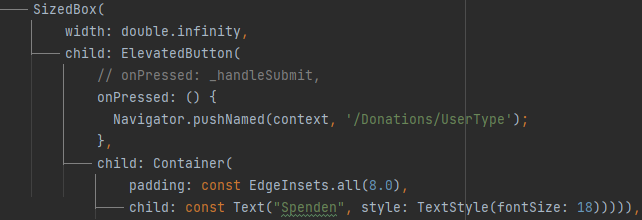 SizedBox(
width: double.infinity,
child: ElevatedButton(
// onPressed: _handleSubmit,
onPressed: () {
Navigator.pushNamed(context, '/Donations/UserType');
},
child: Container(
padding: const EdgeInsets.all(8.0),
child: const Text("Spenden", style: TextStyle(fontSize: 18))))),